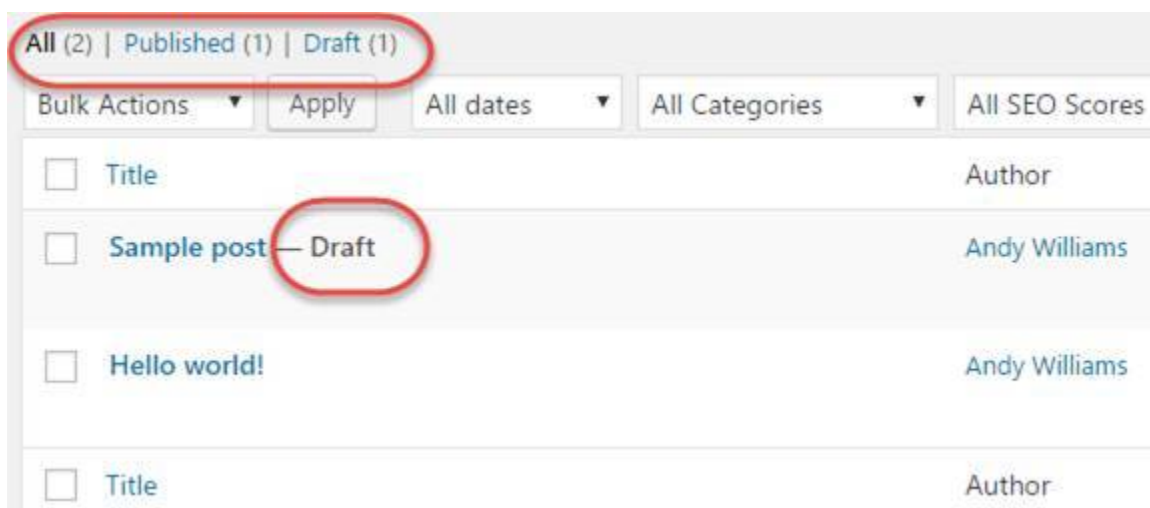 All (2) | Published (1) | Draft (1)
Bulk Actions Apply All dates All Categories All SEO Scores
Title Author
Sample post — Draft Andy Williams
Hello world! Andy Williams
Title Author